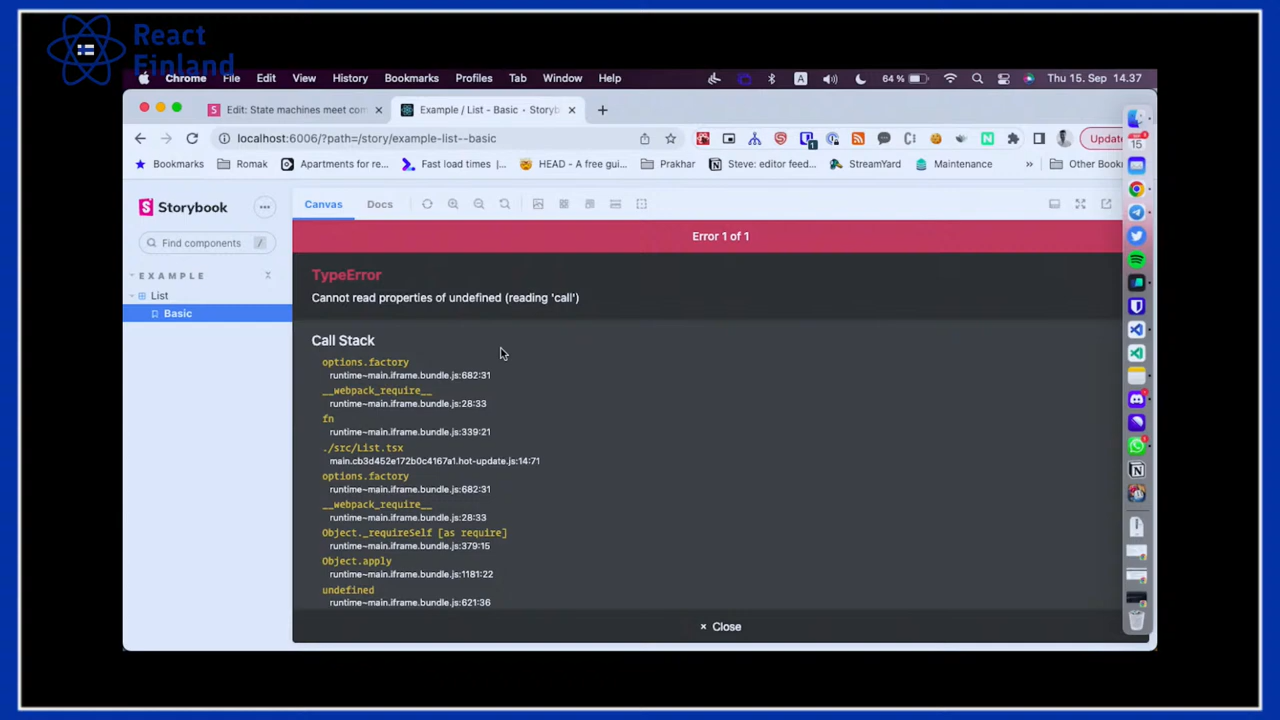 React
Finland
Chrome File Edit View History Bookmarks Profiles Tab Window Help A 64 % Thu 15. Sep 14.37
Edit: State machines meet com
Example / List - Basic • Storyb
localhost:6006/?path=/story/example-list--basic
Update
Bookmarks Romak Apartments for re... Fast load times |... HEAD - A free gui... Prakhar Steve: editor feed... StreamYard Maintenance » Other Book
Storybook
Canvas Docs
Find components /
Error 1 of 1
EXAMPLE
List
Basic
TypeError
Cannot read properties of undefined (reading 'call')
Call Stack
options.factory
runtime~main.iframe.bundle.js:682:31
__webpack_require__
runtime~main.iframe.bundle.js:28:33
fn
runtime~main.iframe.bundle.js:339:21
./src/List.tsx
main.cb3d452e172b0c4167a1.hot-update.js:14:71
options.factory
runtime~main.iframe.bundle.js:682:31
__webpack_require__
runtime~main.iframe.bundle.js:28:33
Object._requireSelf [as require]
runtime~main.iframe.bundle.js:379:15
Object.apply
runtime~main.iframe.bundle.js:1181:22
undefined
runtime~main.iframe.bundle.js:621:36
× Close